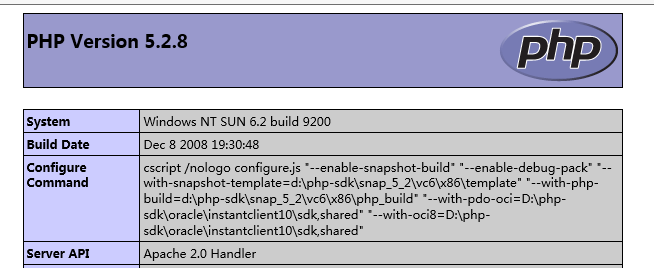 PHP Version 5.2.8
php
System Windows NT SUN 6.2 build 9200
Build Date Dec 8 2008 19:30:48
Configure Command cscript /nologo configure.js "--enable-snapshot-build" "--enable-debug-pack" "--
with-snapshot-template=d:\php-sdk\snap_5_2\vc6\x86\template" "--with-php-
build=d:\php-sdk\snap_5_2\vc6\x86\php_build" "--with-pdo-oci=D:\php-
sdk\oracle\instantclient10\sdk,shared" "--with-oci8=D:\php-
sdk\oracle\instantclient10\sdk,shared"
Server API Apache 2.0 Handler